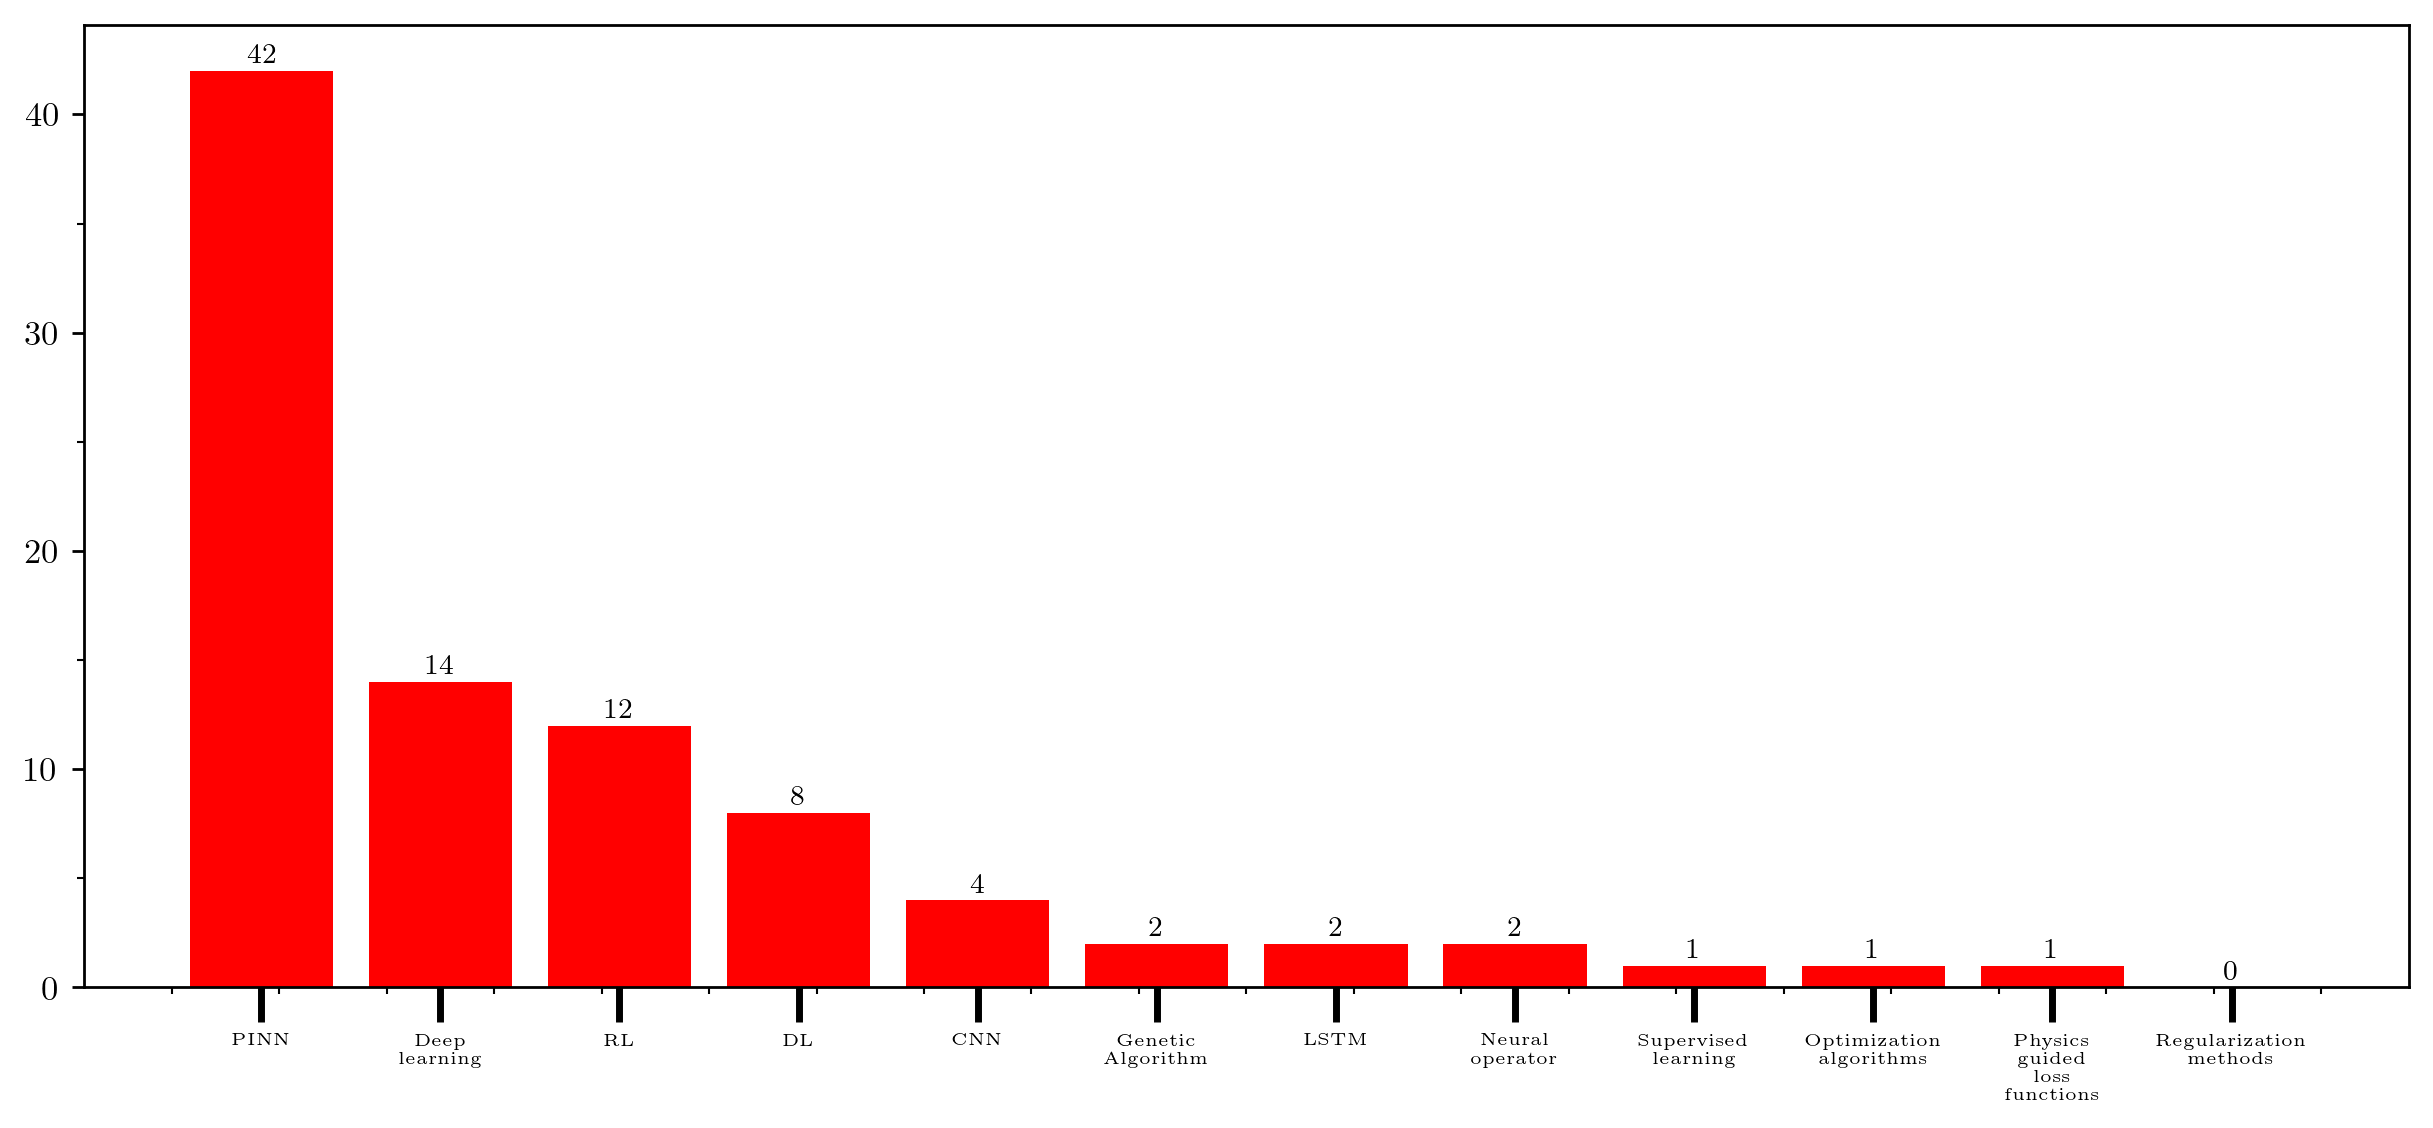 42
40
30
20
14
12
10
8
4
2
2
2
1
1
1
0
0
PINN
Deep
learning
RL
DL
CNN
Genetic
Algorithm
LSTM
Neural
operator
Supervised
learning
Optimization
algorithms
Physics
guided
loss
functions
Regularization
methods